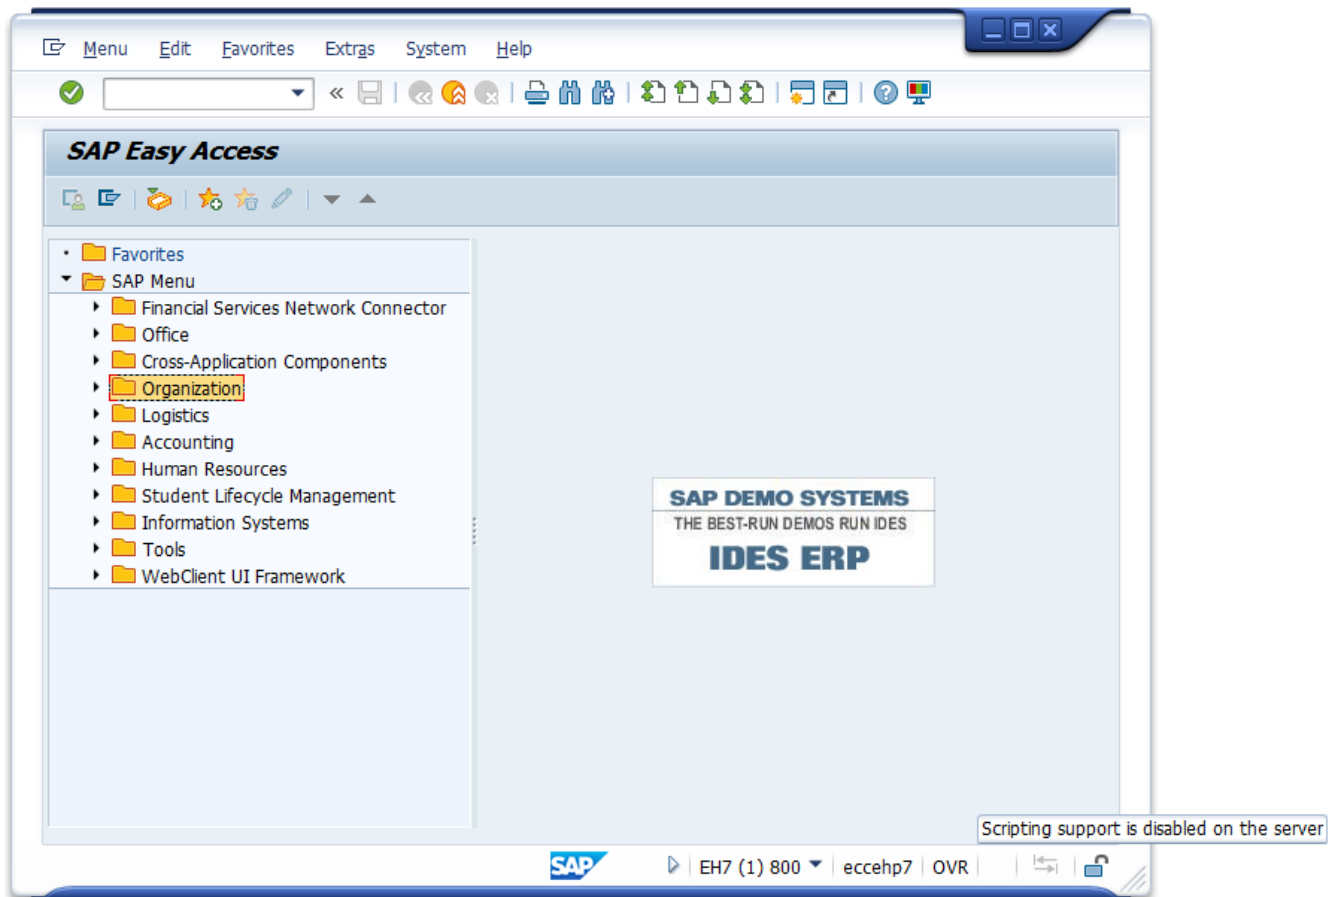 Menu Edit Favorites Extras System Help
SAP Easy Access
Favorites
SAP Menu
Financial Services Network Connector
Office
Cross-Application Components
Organization
Logistics
Accounting
Human Resources
Student Lifecycle Management
Information Systems
Tools
WebClient UI Framework
SAP DEMO SYSTEMS
THE BEST-RUN DEMOS RUN IDES
IDES ERP
Scripting support is disabled on the server
SAP EH7 (1) 800 eccehp7 OVR